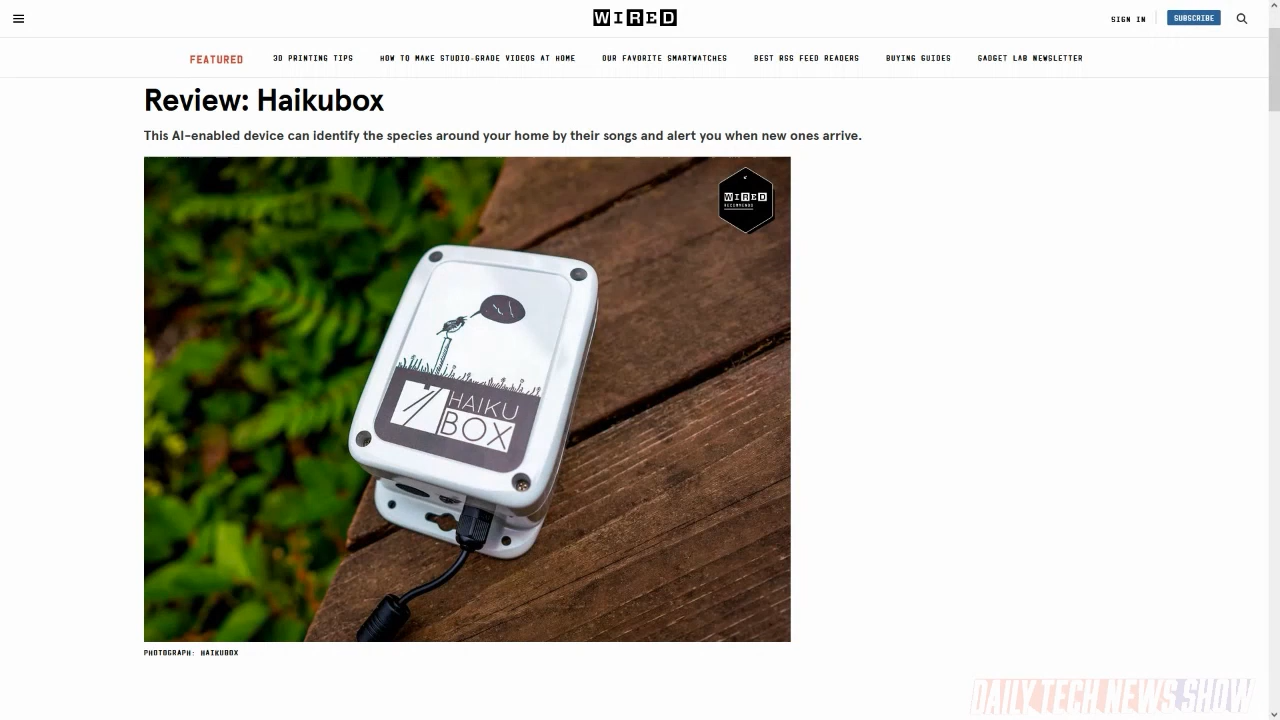 WIRED
SIGN IN
SUBSCRIBE
FEATURED
3D PRINTING TIPS
HOW TO MAKE STUDIO-GRADE VIDEOS AT HOME
OUR FAVORITE SMARTWATCHES
BEST RSS FEED READERS
BUYING GUIDES
GADGET LAB NEWSLETTER
Review: Haikubox
This AI-enabled device can identify the species around your home by their songs and alert you when new ones arrive.
WIRED
RECOMMENDS
HAIKU
BOX
PHOTOGRAPH: HAIKUBOX
DAILY TECH NEWS SHOW